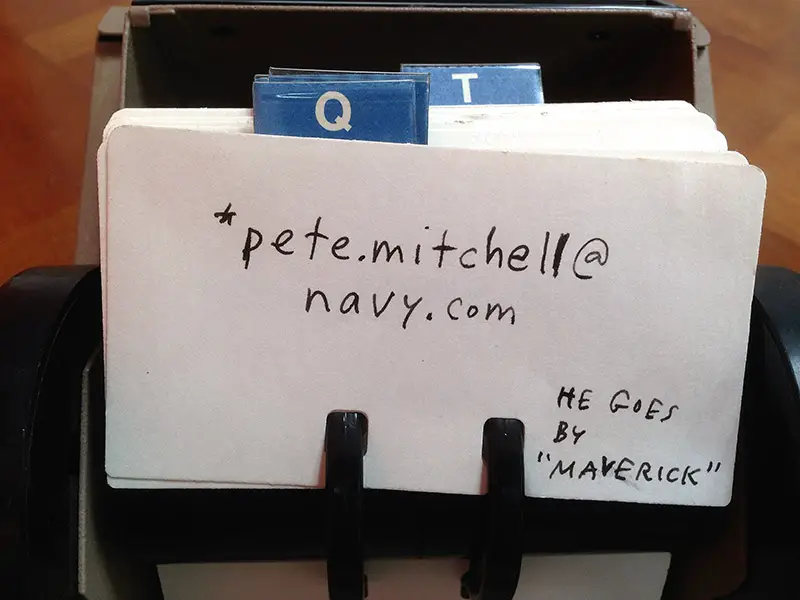 Q
T
*pete.mitchell@
navy.com
HE GOES
BY
"MAVERICK"